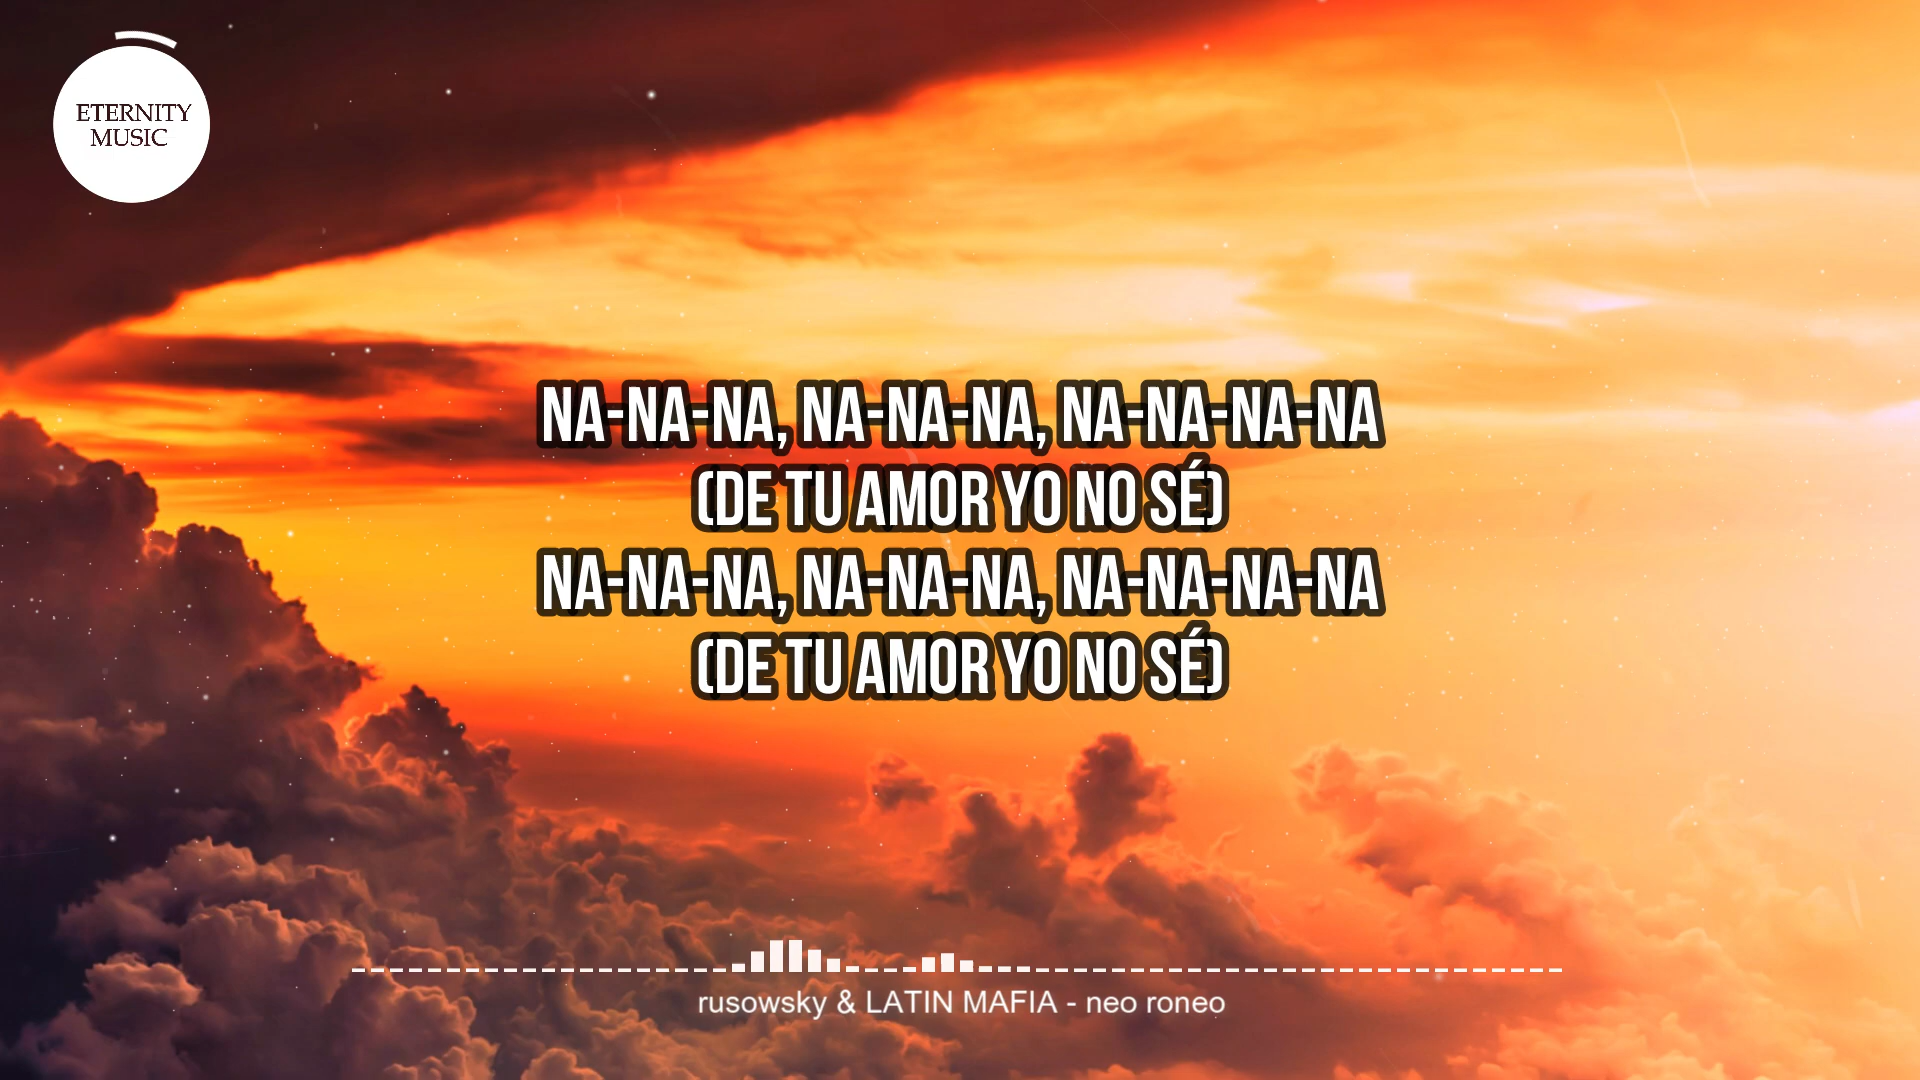 ETERNITY
MUSIC
NA-NA-NA, NA-NA-NA, NA-NA-NA-NA
(DE TU AMOR YO NO SÉ)
NA-NA-NA, NA-NA-NA, NA-NA-NA-NA
(DE TU AMOR YO NO SÉ)
rusowsky & LATIN MAFIA - neo roneo